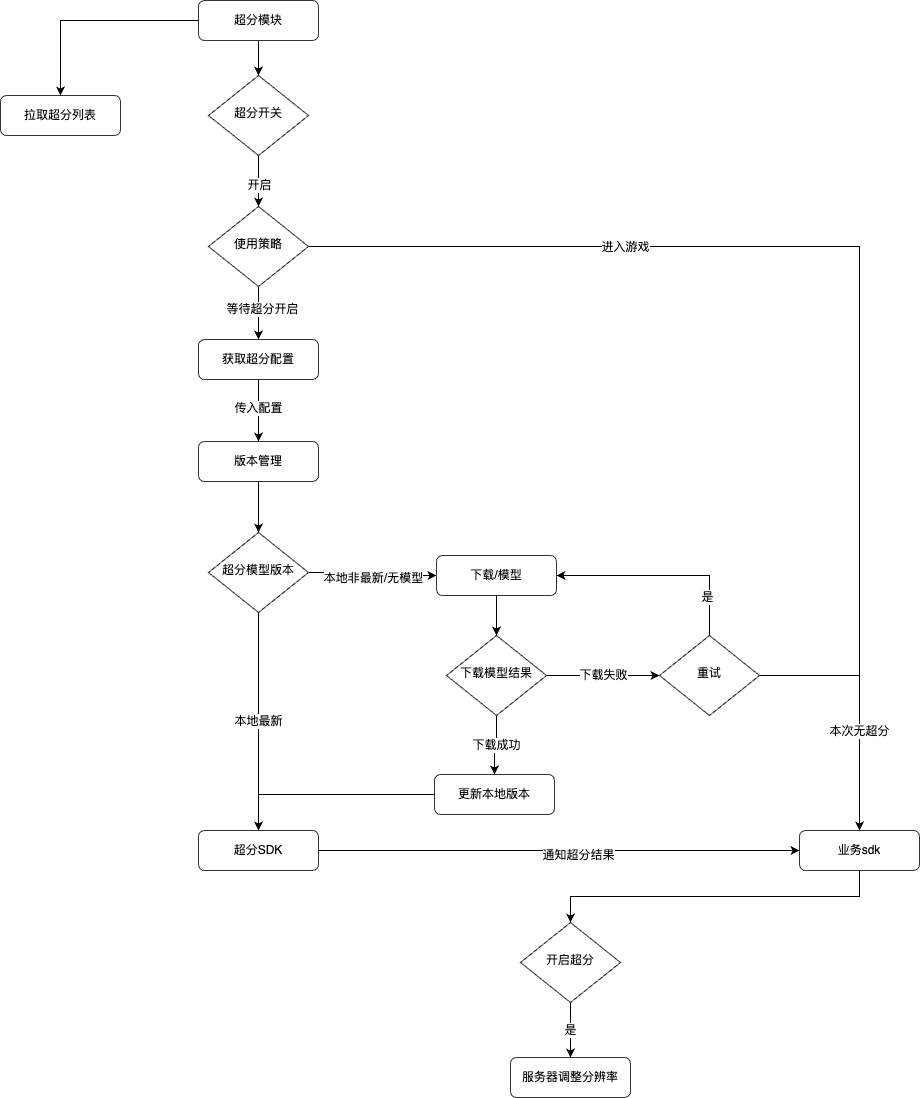 超分模块
拉取超分列表
超分开关
开启
使用策略
进入游戏
等待超分开启
获取超分配置
传入配置
版本管理
超分模型版本
本地非最新/无模型
下载/模型
是
下载模型结果
下载失败
重试
本地最新
本次无超分
下载成功
更新本地版本
超分SDK
通知超分结果
业务sdk
开启超分
是
服务器调整分辨率